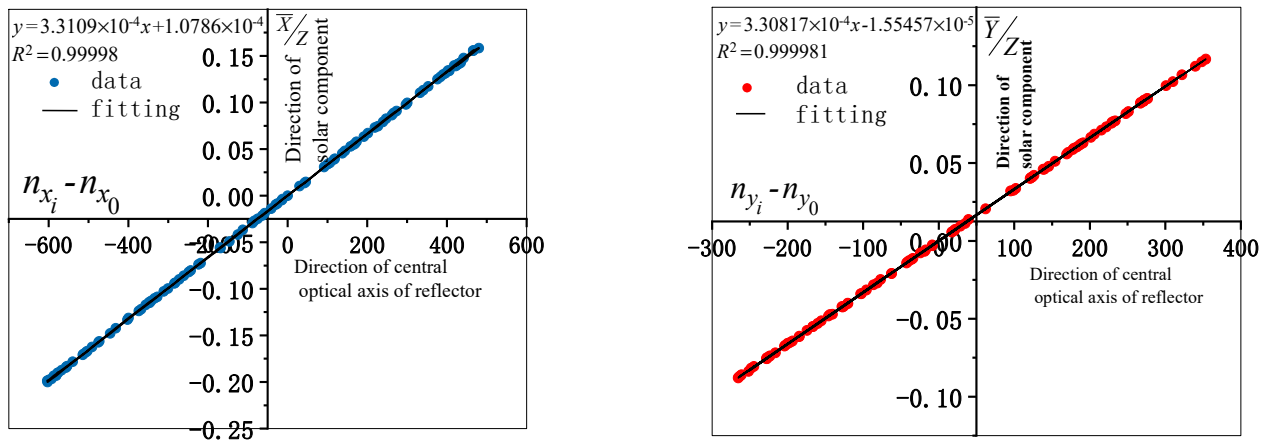 y=3.3109×10⁻⁴x+1.0786×10⁻⁴
R²=0.99998
data
fitting
X̅/Z
Direction of
solar component
n_{x_i} - n_{x_0}
0.15
0.10
0.05
0.00
-0.05
-0.10
-0.15
-0.20
-0.25
-600
-400
-200
0
200
400
600
Direction of central
optical axis of reflector
y=3.30817×10⁻⁴x-1.55457×10⁻⁵
R²=0.999981
data
fitting
Y̅/Z
Direction of
solar component
n_{y_i} - n_{y_0}
0.10
0.05
0.00
-0.05
-0.10
-300
-200
-100
0
100
200
300
400
Direction of central
optical axis of reflector